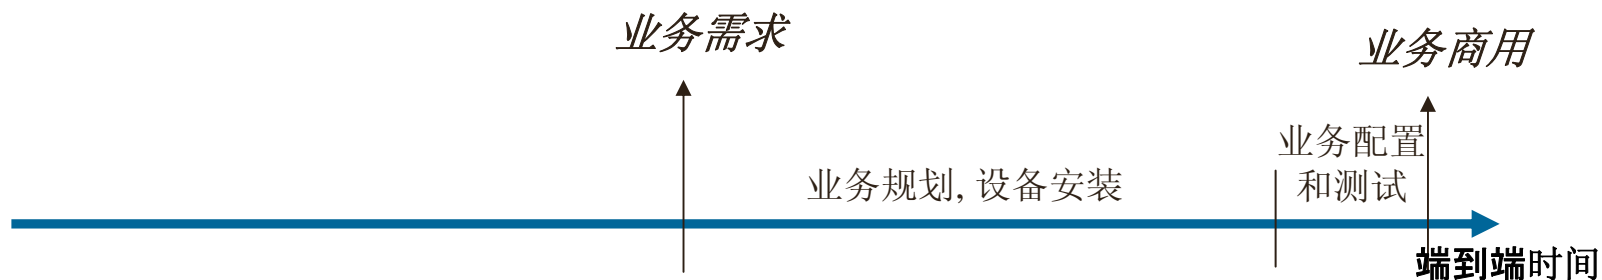 业务需求
业务商用
业务配置
和测试
业务规划, 设备安装
端到端时间